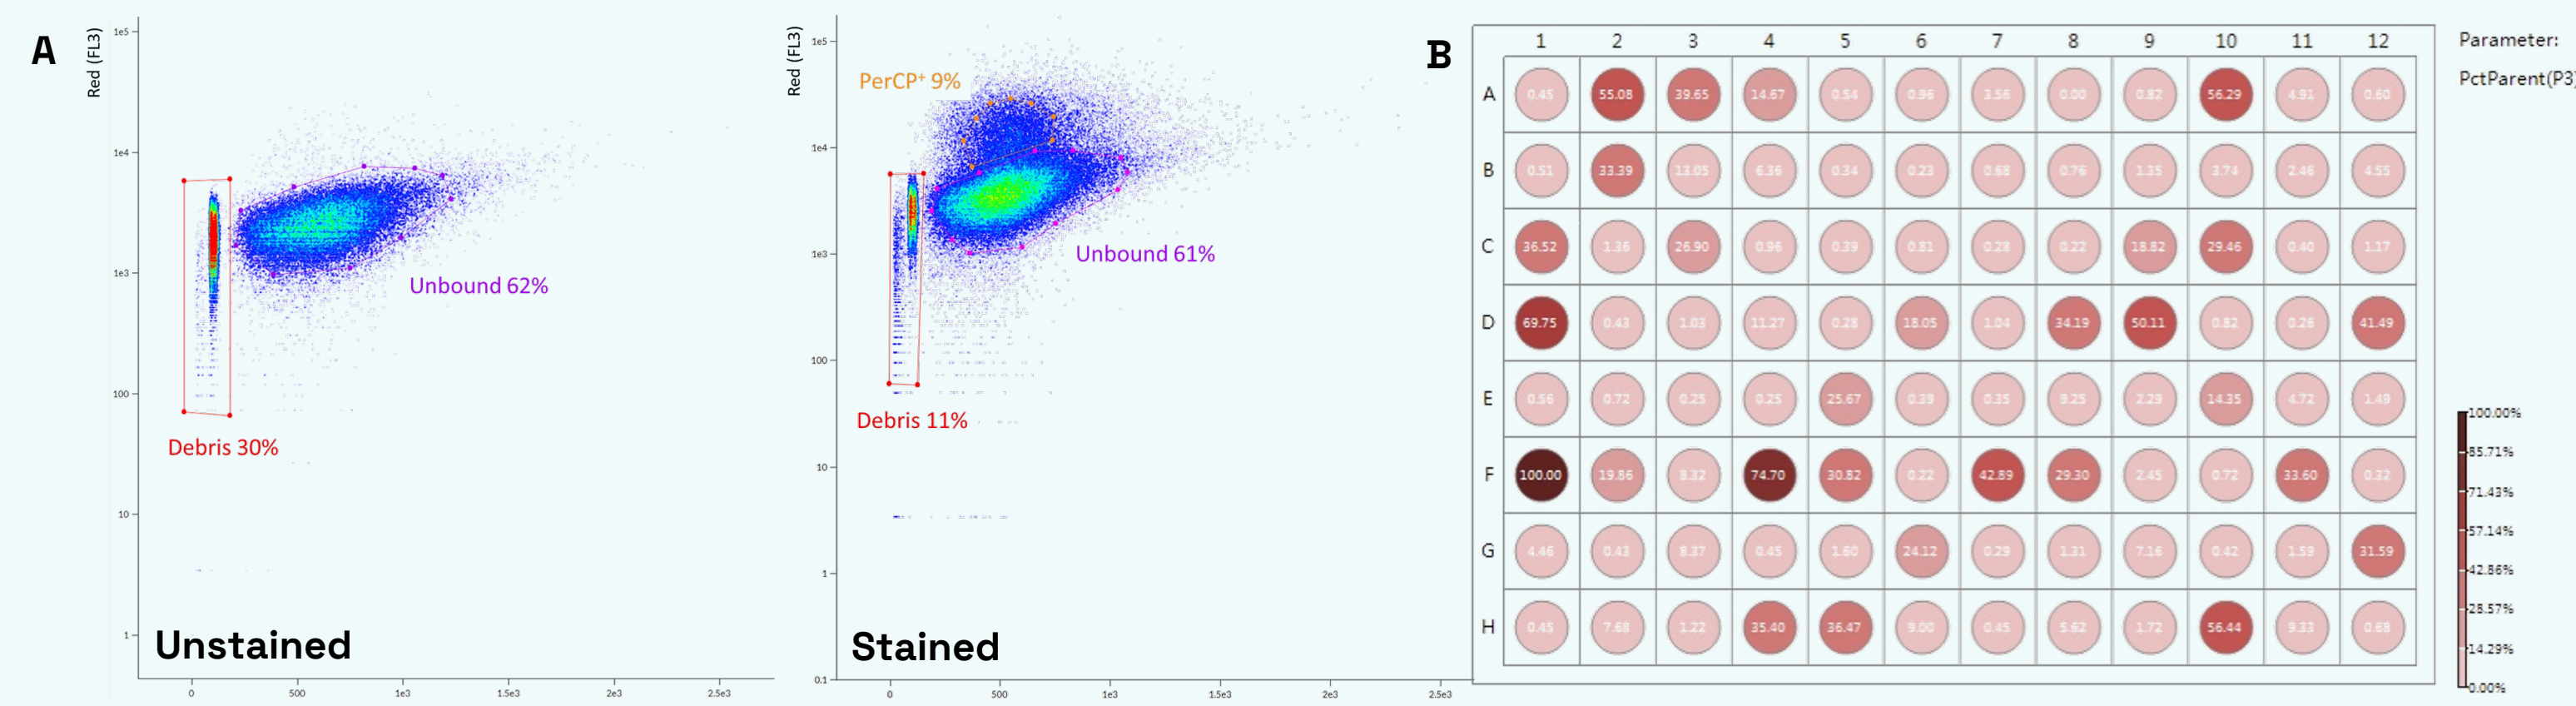 A
Red (FL3)
1e5
1e4
1e3
100
10
1
0
500
1e3
1.5e3
2e3
2.5e3
Debris 30%
Unbound 62%
Unstained
Red (FL3)
1e5
1e4
1e3
100
10
1
0.1
0
500
1e3
1.5e3
2e3
2.5e3
PerCP⁺ 9%
Unbound 61%
Debris 11%
Stained
B
1 2 3 4 5 6 7 8 9 10 11 12
A 0.45 55.08 39.65 14.67 0.54 0.96 3.56 0.00 0.82 56.29 4.91 0.60
B 0.51 33.39 13.05 6.36 0.34 0.23 0.68 0.76 1.35 3.74 2.46 4.55
C 36.52 1.36 26.90 0.96 0.39 0.81 0.28 0.22 18.82 29.46 0.40 1.17
D 69.75 0.43 1.03 11.27 0.28 18.05 1.04 34.19 50.11 0.82 0.26 41.49
E 0.56 0.72 0.25 0.25 25.67 0.39 0.35 9.25 2.29 14.35 4.72 1.49
F 100.00 19.86 8.32 74.70 30.82 0.22 42.89 29.30 2.45 0.72 33.60 0.32
G 4.46 0.43 8.37 0.45 1.60 24.12 0.29 1.31 7.16 0.42 1.59 31.59
H 0.45 7.68 1.22 35.40 36.47 9.00 0.45 5.62 1.72 56.44 9.33 0.68
Parameter:
PctParent(P3)
100.00%
85.71%
71.43%
57.14%
42.86%
28.57%
14.29%
0.00%